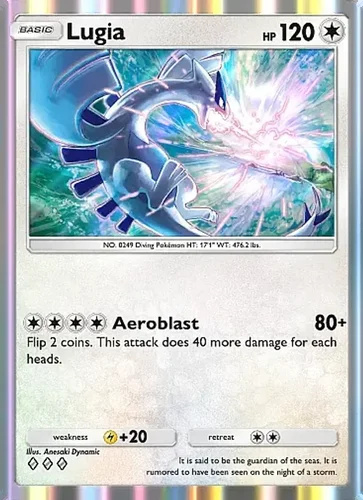 BASIC Lugia HP 120
NO. 0249 Diving Pokémon HT: 17'1" WT: 476.2 lbs.
Aeroblast 80+
Flip 2 coins. This attack does 40 more damage for each
heads.
weakness +20 retreat
Illus. Anesaki Dynamic
It is said to be the guardian of the seas. It is
rumored to have been seen on the night of a storm.